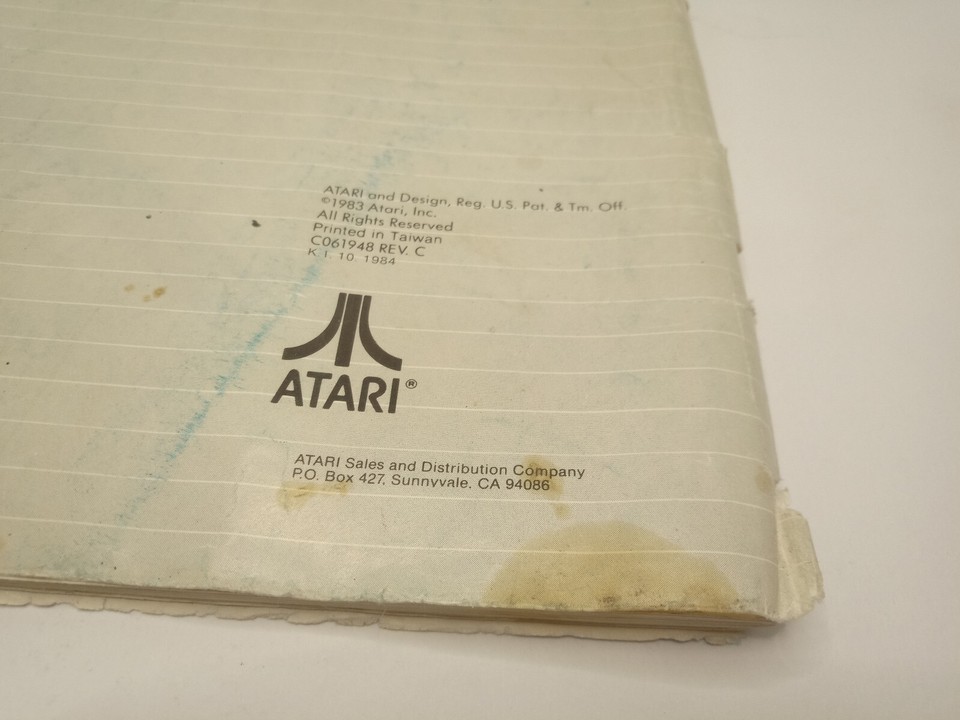 ATARI and Design, Reg. U.S. Pat. & Tm. Off.
©1983 Atari, Inc.
All Rights Reserved
Printed in Taiwan
C061948 REV. C
K. I. 10. 1984
ATARI®
ATARI Sales and Distribution Company
P.O. Box 427, Sunnyvale, CA 94086